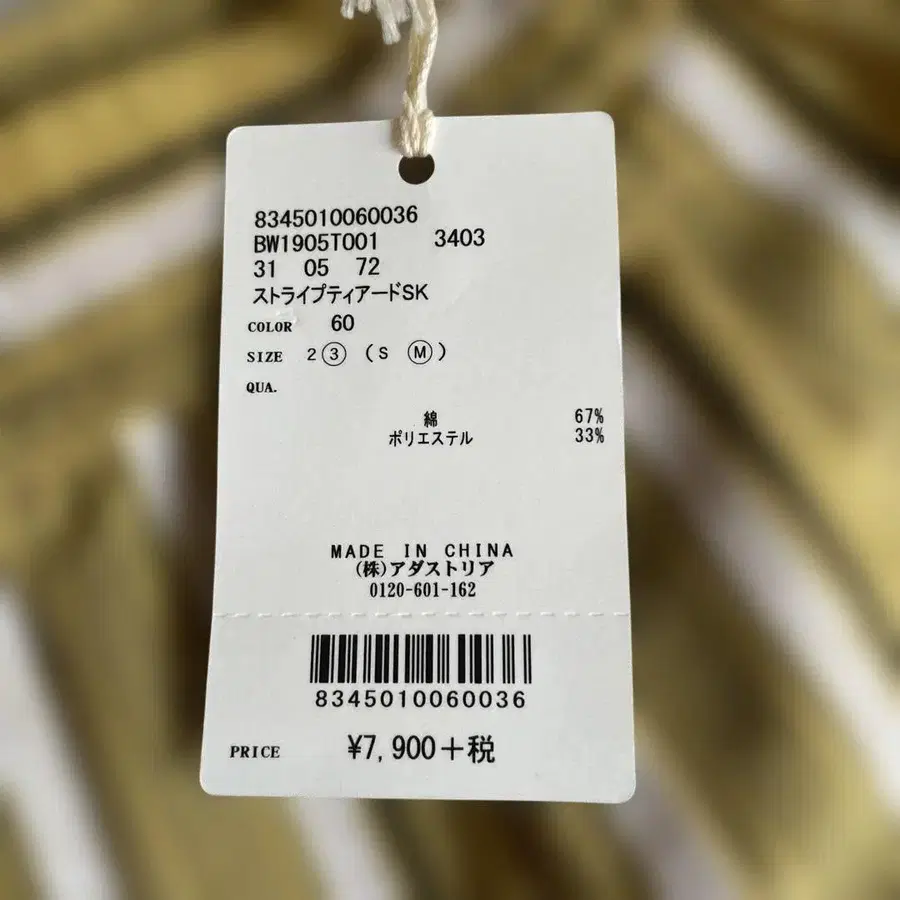 8345010060036
BW1905T001 3403
31 05 72
ストライプティアードSK
COLOR 60
SIZE 2 ③ (S Ⓜ)
QUA.
綿 67%
ポリエステル 33%
MADE IN CHINA
(株)アダストリア
0120-601-162
8345010060036
PRICE ¥7,900+税